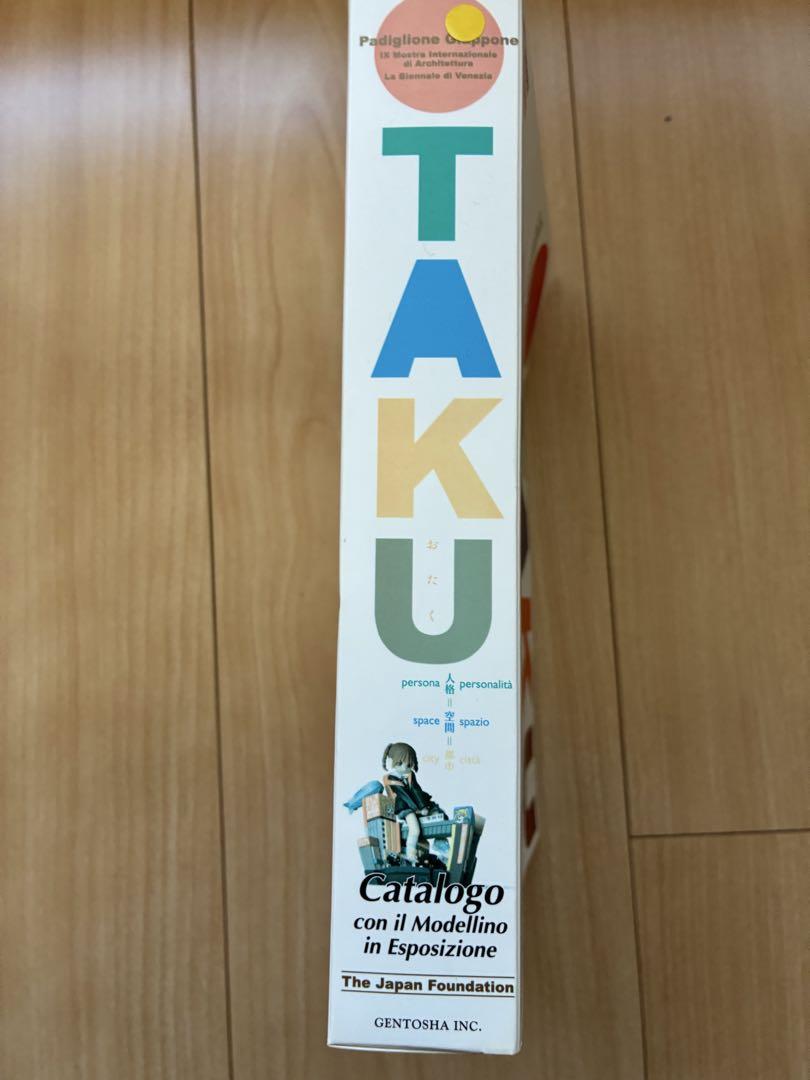 Padiglione Giappone
IX Mostra Internazionale
di Architettura
La Biennale di Venezia
OTAKU
おたく
persona 人格 personalità
=
space 空間 spazio
=
city 都市 città
Catalogo
con il Modellino
in Esposizione
The Japan Foundation
GENTOSHA INC.